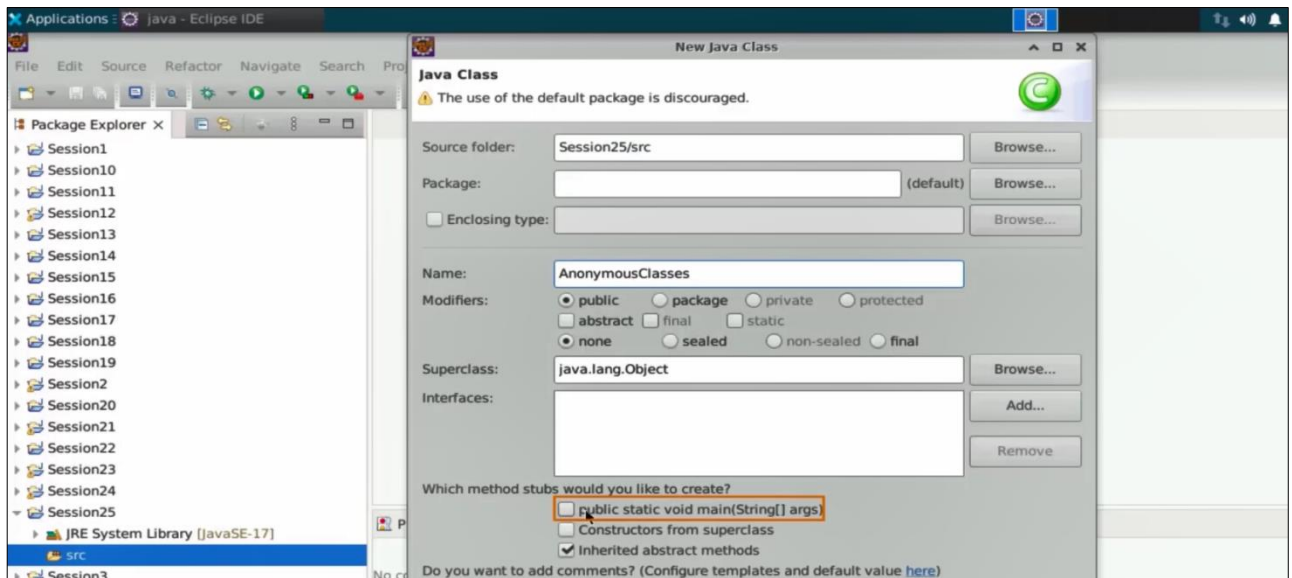 Applications : java - Eclipse IDE
New Java Class
File Edit Source Refactor Navigate Search
Java Class
The use of the default package is discouraged.
Package Explorer
Session1
Session10
Session11
Session12
Session13
Session14
Session15
Session16
Session17
Session18
Session19
Session2
Session20
Session21
Session22
Session23
Session24
Session25
JRE System Library [JavaSE-17]
src
Session3
Source folder: Session25/src Browse...
Package: (default) Browse...
Enclosing type: Browse...
Name: AnonymousClasses
Modifiers: public package private protected
abstract final static
none sealed non-sealed final
Superclass: java.lang.Object Browse...
Interfaces: Add...
Remove
Which method stubs would you like to create?
public static void main(String[] args)
Constructors from superclass
Inherited abstract methods
Do you want to add comments? (Configure templates and default value here)